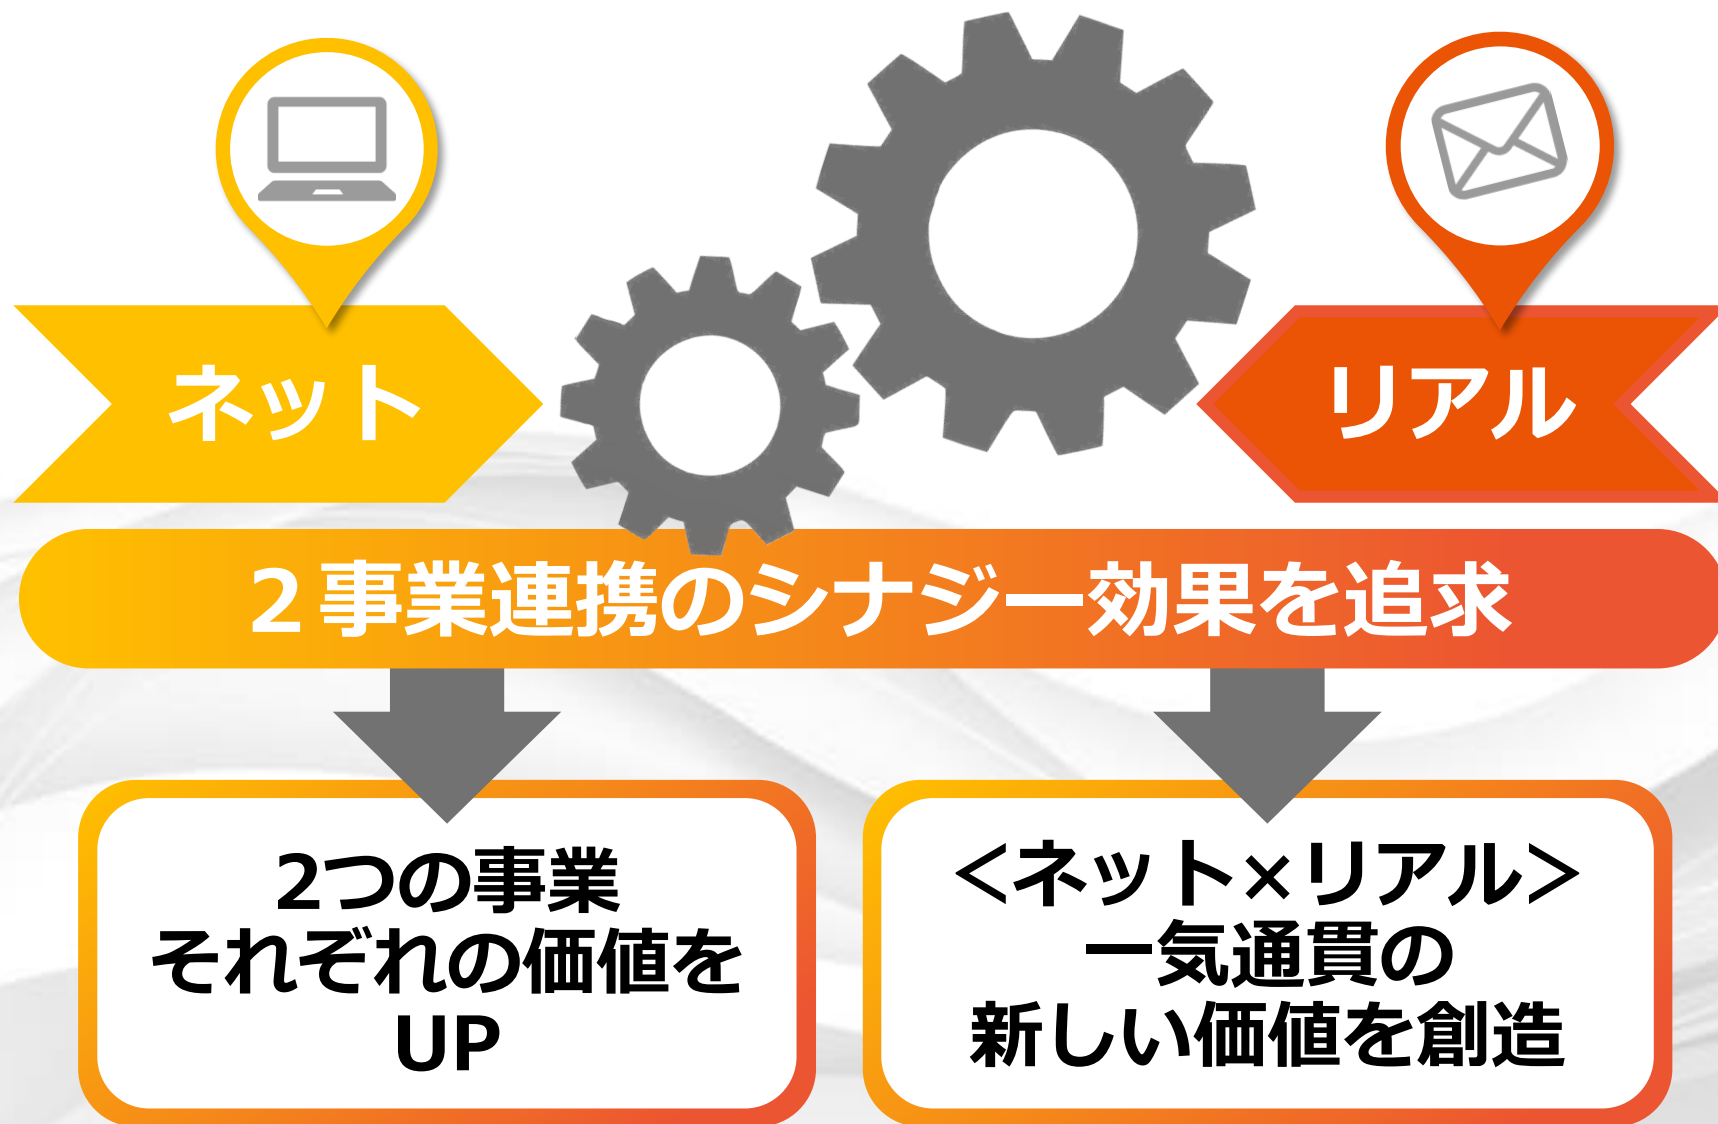 ネット
リアル
２事業連携のシナジー効果を追求
2つの事業
それぞれの価値を
UP
＜ネット×リアル＞
一気通貫の
新しい価値を創造